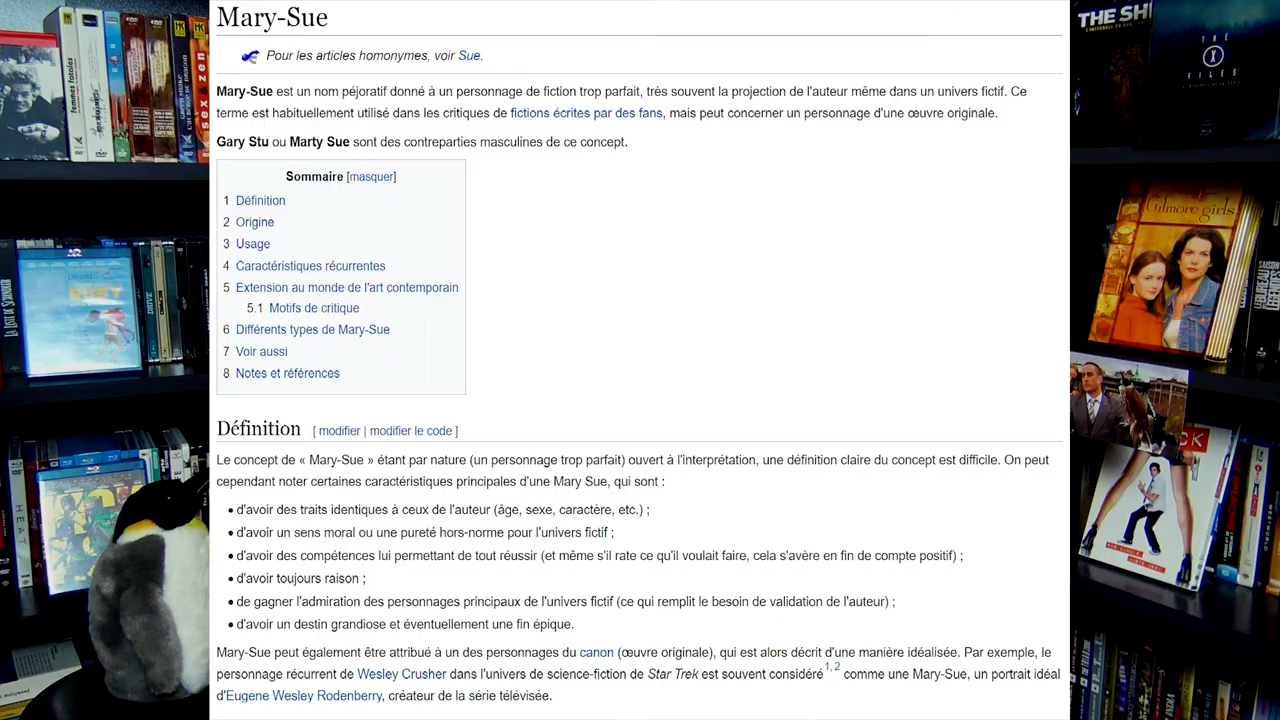 Mary-Sue
Pour les articles homonymes, voir Sue.
Mary-Sue est un nom péjoratif donné à un personnage de fiction trop parfait, très souvent la projection de l'auteur même dans un univers fictif. Ce
terme est habituellement utilisé dans les critiques de fictions écrites par des fans, mais peut concerner un personnage d'une œuvre originale.
Gary Stu ou Marty Sue sont des contreparties masculines de ce concept.
Sommaire [masquer]
1 Définition
2 Origine
3 Usage
4 Caractéristiques récurrentes
5 Extension au monde de l'art contemporain
5.1 Motifs de critique
6 Différents types de Mary-Sue
7 Voir aussi
8 Notes et références
Définition [ modifier | modifier le code ]
Le concept de « Mary-Sue » étant par nature (un personnage trop parfait) ouvert à l'interprétation, une définition claire du concept est difficile. On peut
cependant noter certaines caractéristiques principales d'une Mary Sue, qui sont :
• d'avoir des traits identiques à ceux de l'auteur (âge, sexe, caractère, etc.) ;
• d'avoir un sens moral ou une pureté hors-norme pour l'univers fictif ;
• d'avoir des compétences lui permettant de tout réussir (et même s'il rate ce qu'il voulait faire, cela s'avère en fin de compte positif) ;
• d'avoir toujours raison ;
• de gagner l'admiration des personnages principaux de l'univers fictif (ce qui remplit le besoin de validation de l'auteur) ;
• d'avoir un destin grandiose et éventuellement une fin épique.
Mary-Sue peut également être attribué à un des personnages du canon (œuvre originale), qui est alors décrit d'une manière idéalisée. Par exemple, le
personnage récurrent de Wesley Crusher dans l'univers de science-fiction de Star Trek est souvent considéré1, 2 comme une Mary-Sue, un portrait idéal
d'Eugene Wesley Rodenberry, créateur de la série télévisée.
femmes fatales
sex & zen
DRIVE
HEAT
THE SHI
THE
X
FILES
Gilmore girls
WESTWORLD